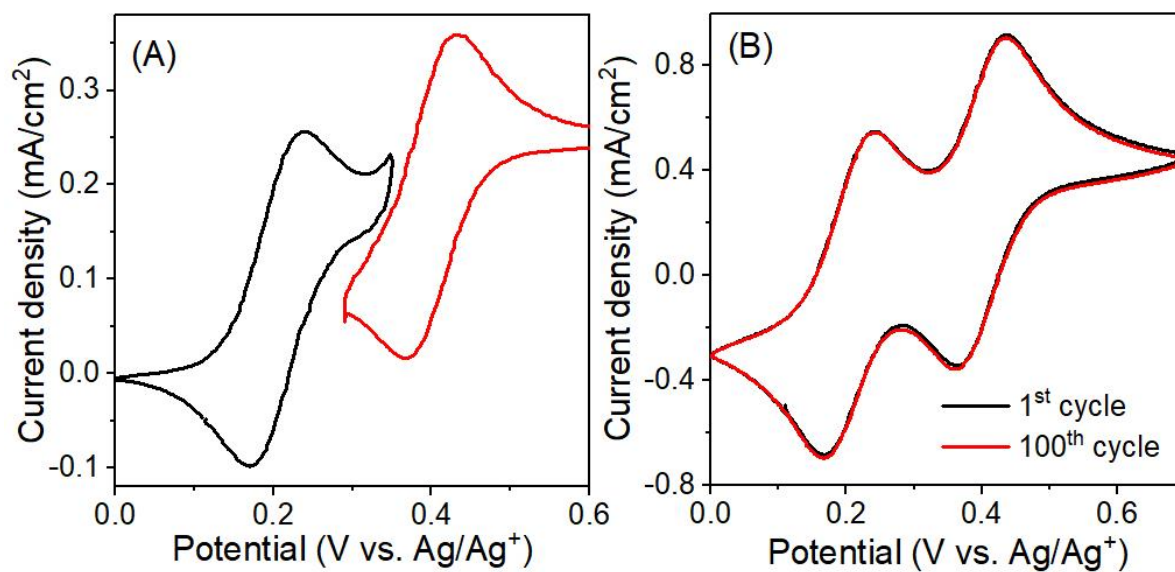 (A)
0.3
0.2
0.1
0.0
-0.1
0.0
0.2
0.4
0.6
Current density (mA/cm²)
Potential (V vs. Ag/Ag⁺)
(B)
0.8
0.4
0.0
-0.4
-0.8
0.0
0.2
0.4
0.6
Current density (mA/cm²)
Potential (V vs. Ag/Ag⁺)
1ˢᵗ cycle
100ᵗʰ cycle